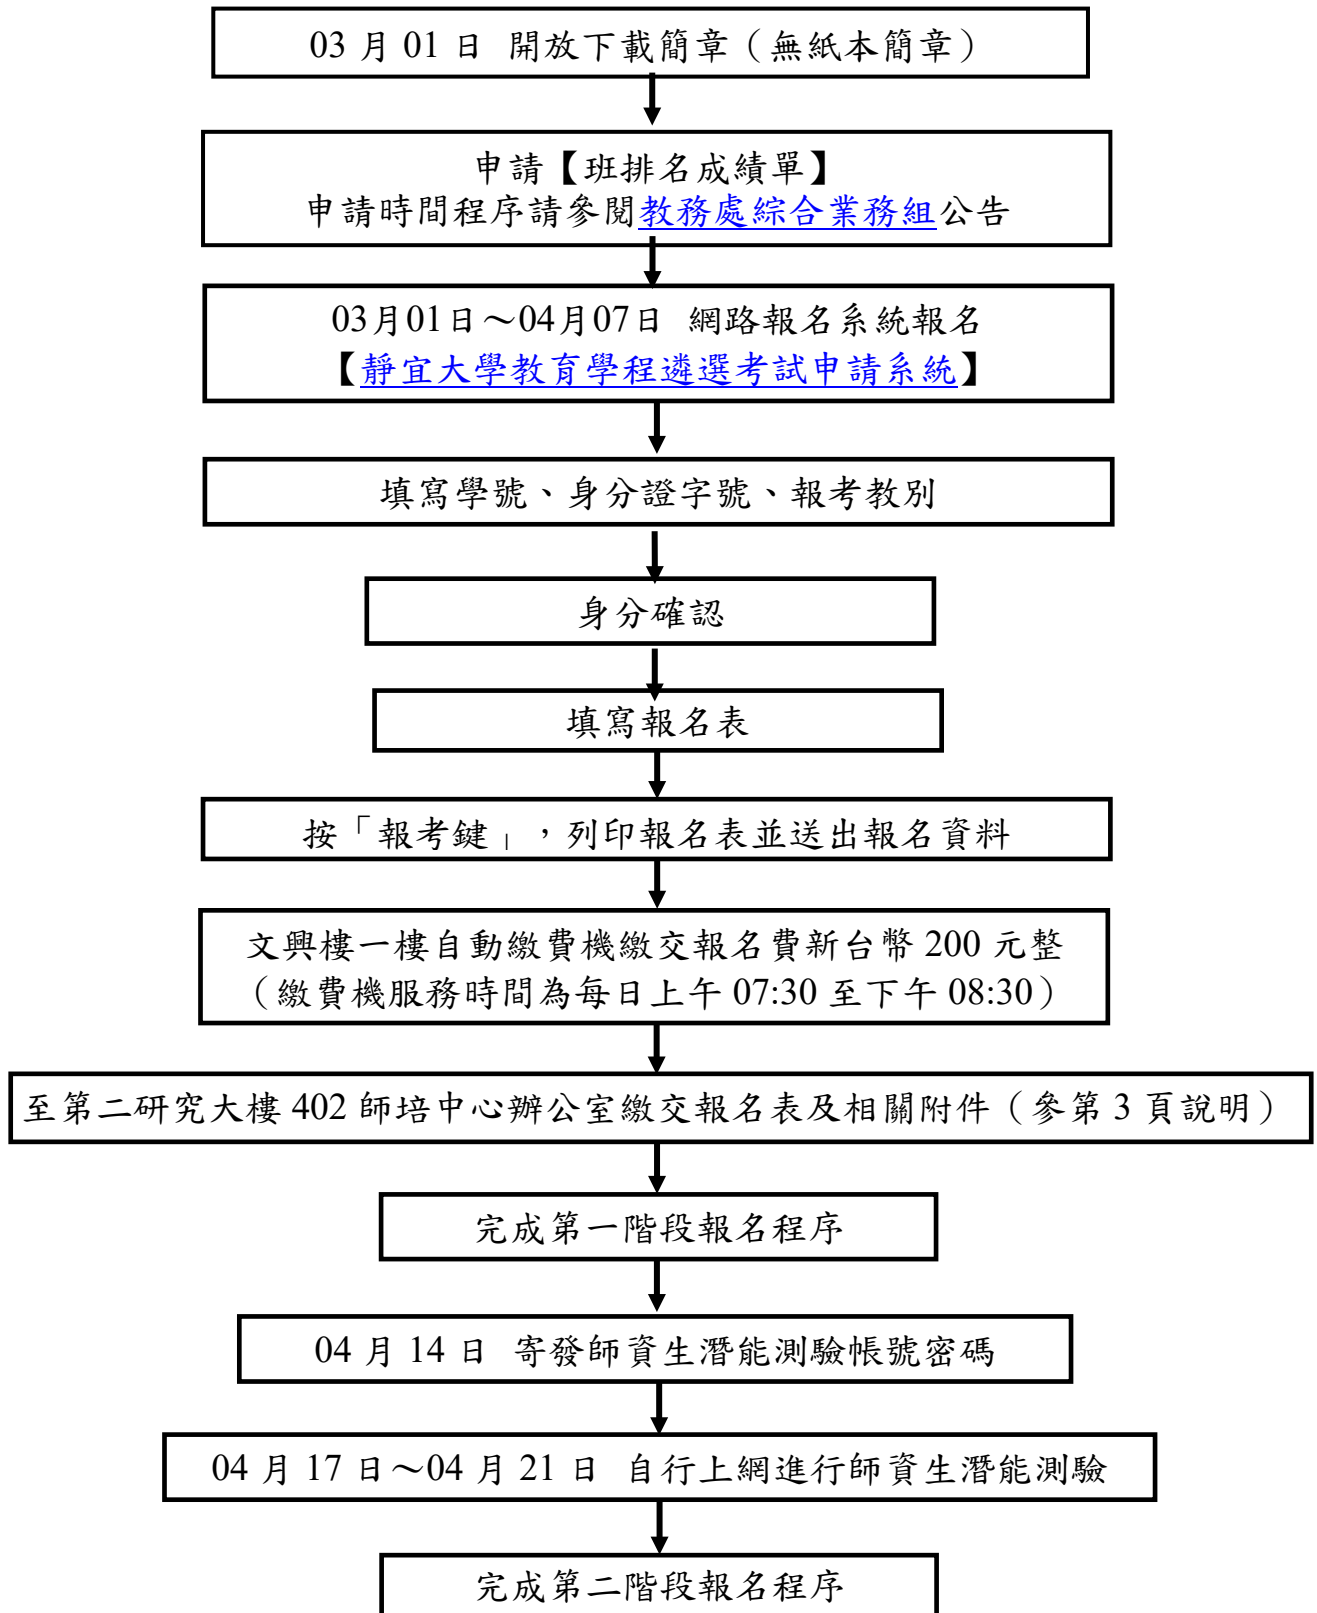 03 月 01 日 開放下載簡章（無紙本簡章）
申請【班排名成績單】
申請時間程序請參閱教務處綜合業務組公告
03月01日～04月07日 網路報名系統報名
【靜宜大學教育學程遴選考試申請系統】
填寫學號、身分證字號、報考教別
身分確認
填寫報名表
按「報考鍵」，列印報名表並送出報名資料
文興樓一樓自動繳費機繳交報名費新台幣 200 元整
（繳費機服務時間為每日上午 07:30 至下午 08:30）
至第二研究大樓 402 師培中心辦公室繳交報名表及相關附件（參第 3 頁說明）
完成第一階段報名程序
04 月 14 日 寄發師資生潛能測驗帳號密碼
04 月 17 日～04 月 21 日 自行上網進行師資生潛能測驗
完成第二階段報名程序